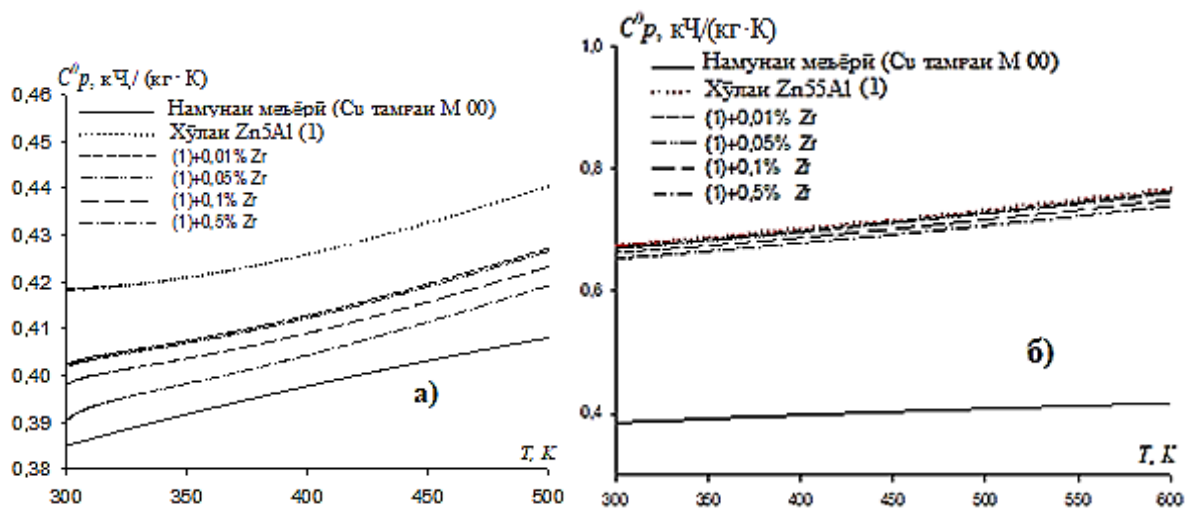 C⁰p, кҶ/ (кг · К)
Намунаи меъёрӣ (Cu тамғаи М 00)
Хӯлаи Zn5Al (1)
(1)+0,01% Zr
(1)+0,05% Zr
(1)+0,1% Zr
(1)+0,5% Zr
0,46
0,45
0,44
0,43
0,42
0,41
0,40
0,39
0,38
а)
T, К
300 350 400 450 500
C⁰p, кҶ/(кг·К)
Намунаи меъёрӣ (Cu тамғаи М 00)
Хӯлаи Zn55Al (1)
(1)+0,01% Zr
(1)+0,05% Zr
(1)+0,1% Zr
(1)+0,5% Zr
1,0
0,8
0,6
0,4
б)
T, К
300 350 400 450 500 550 600